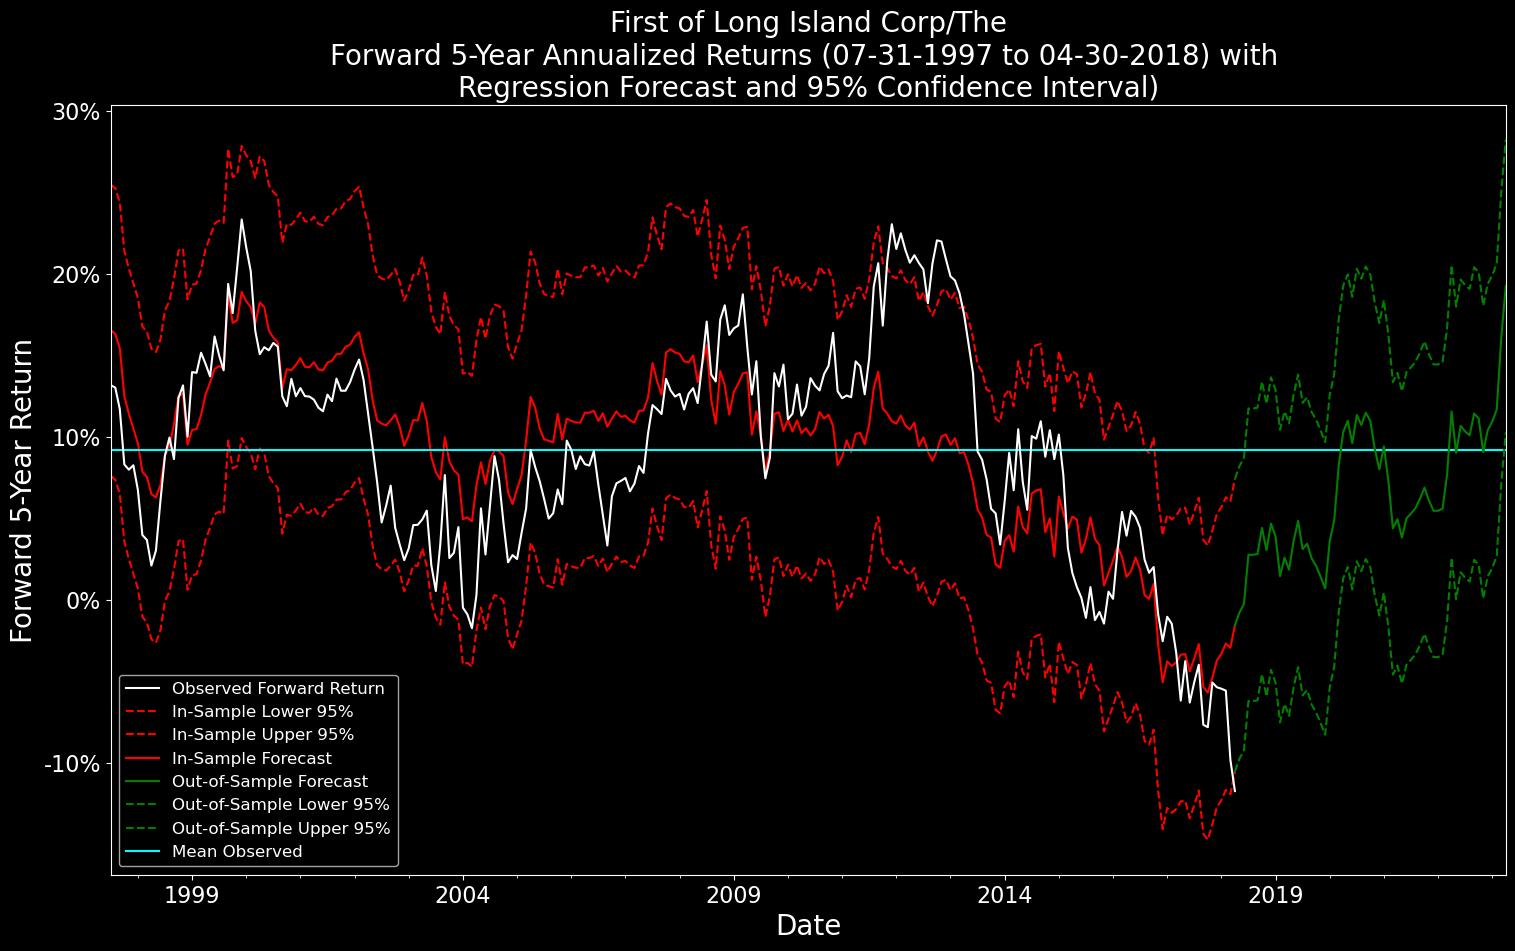 First of Long Island Corp/The
Forward 5-Year Annualized Returns (07-31-1997 to 04-30-2018) with
Regression Forecast and 95% Confidence Interval)
30%
20%
10%
0%
-10%
Forward 5-Year Return
Observed Forward Return
In-Sample Lower 95%
In-Sample Upper 95%
In-Sample Forecast
Out-of-Sample Forecast
Out-of-Sample Lower 95%
Out-of-Sample Upper 95%
Mean Observed
1999 2004 2009 2014 2019
Date